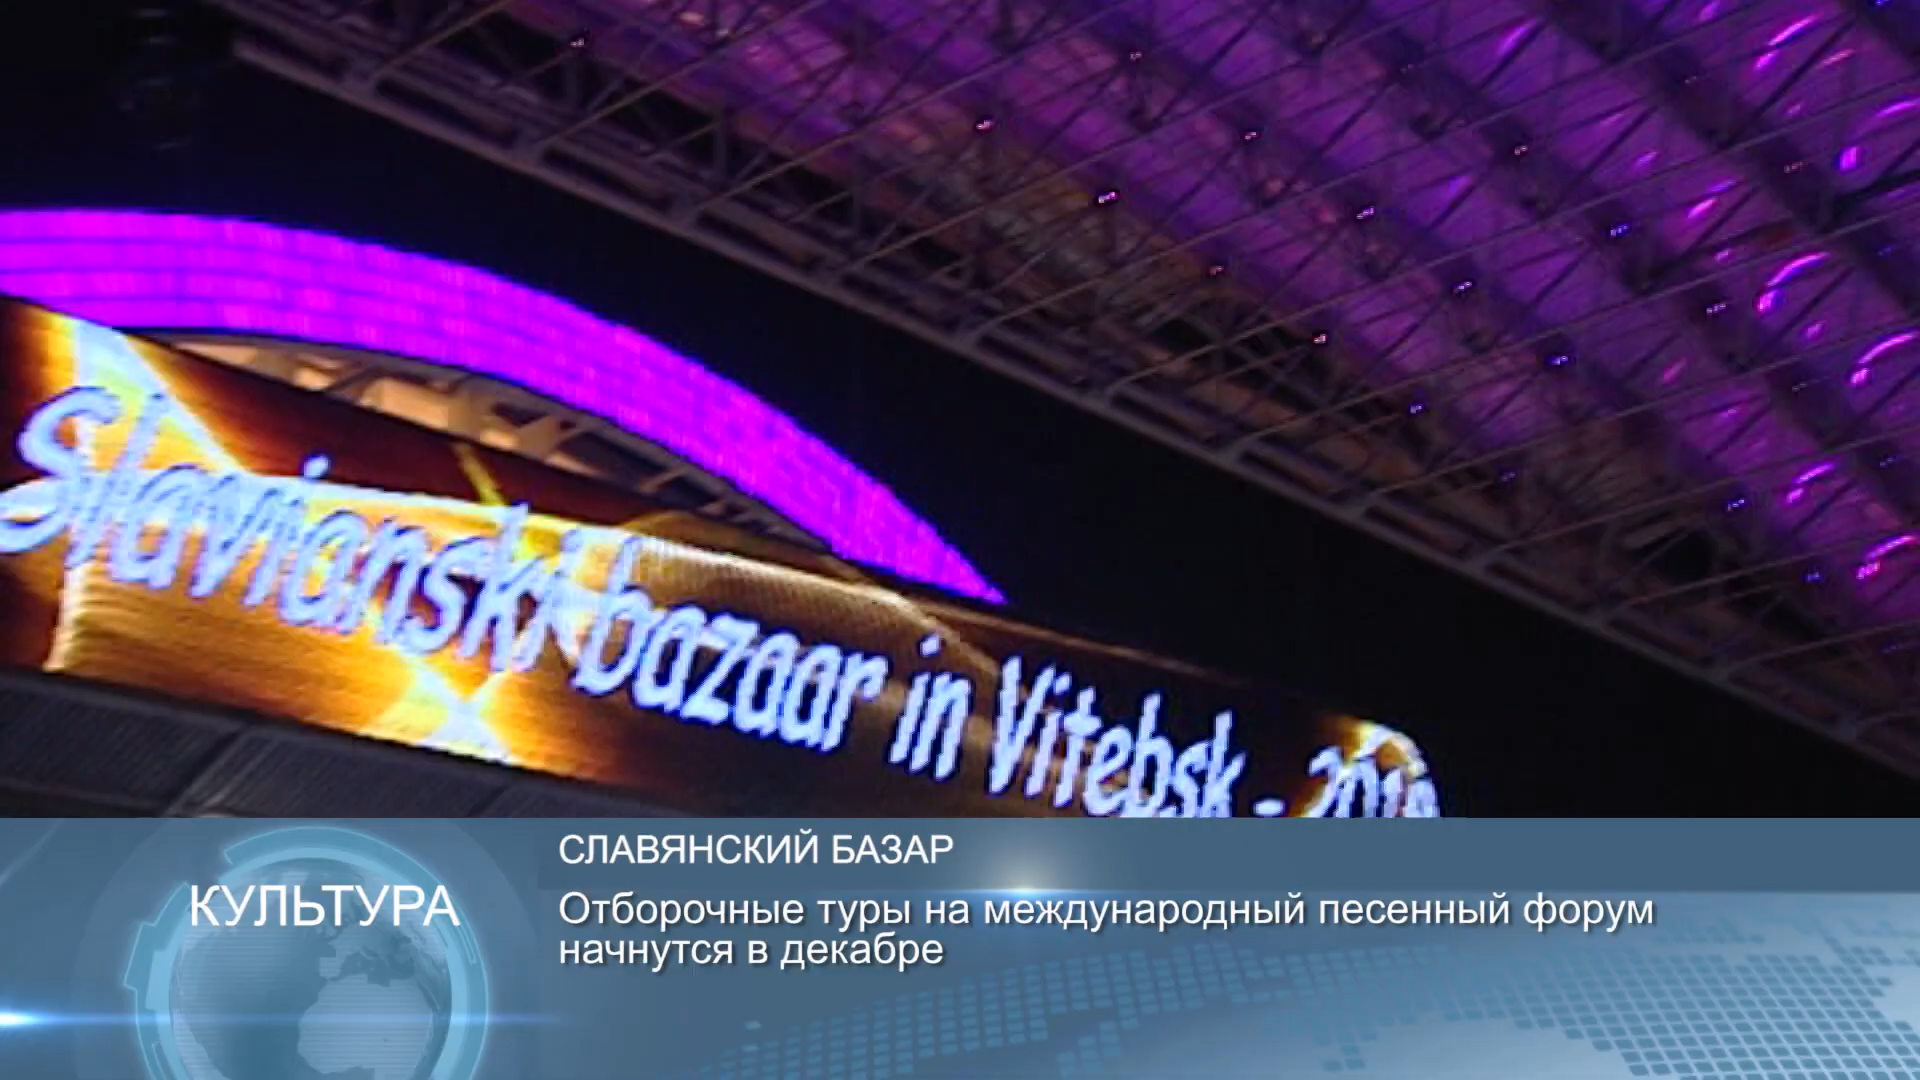 Slavianski bazaar in Vitebsk -
СЛАВЯНСКИЙ БАЗАР
КУЛЬТУРА
Отборочные туры на международный песенный форум
начнутся в декабре